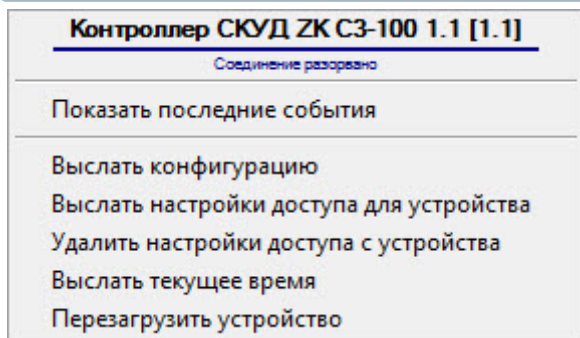 Контроллер СКУД ZK C3-100 1.1 [1.1]
Соединение разорвано
Показать последние события
Выслать конфигурацию
Выслать настройки доступа для устройства
Удалить настройки доступа с устройства
Выслать текущее время
Перезагрузить устройство